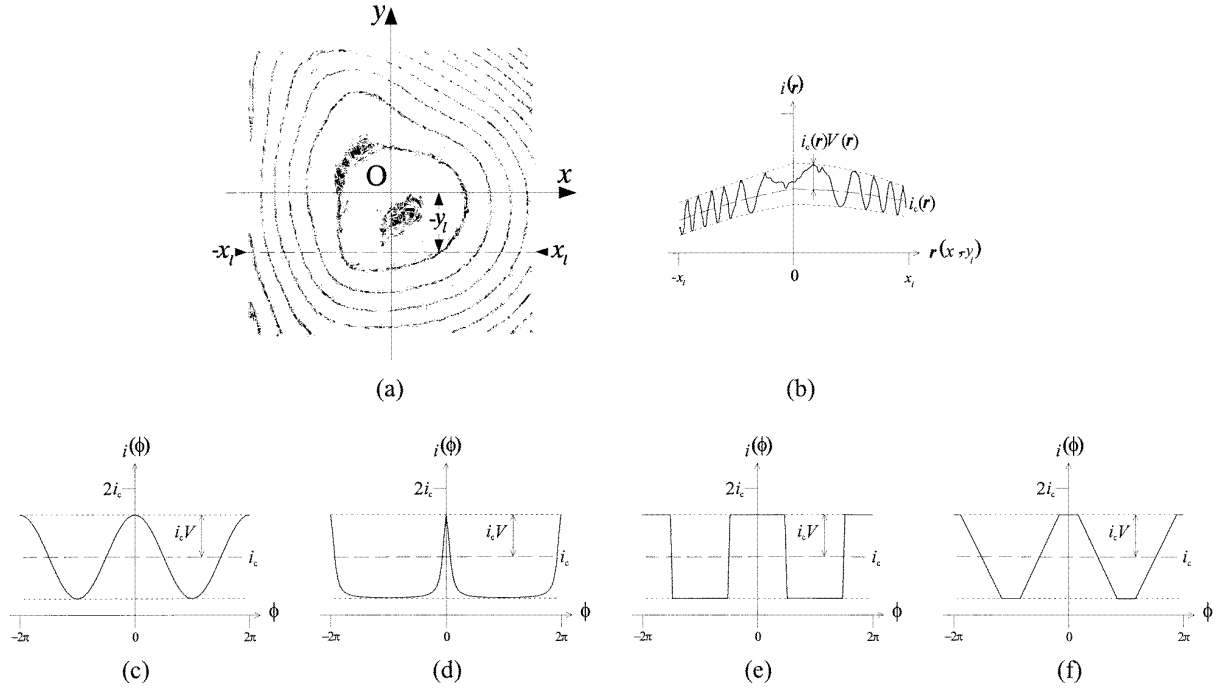 y
O
x
-y_l
-x_l
x_l
(a)
i(r)
i_c(r)V(r)
i_c(r)
r(x,-y_l)
-x_l
0
x_l
(b)
i(ϕ)
2i_c
i_cV
i_c
ϕ
-2π
0
2π
(c)
i(ϕ)
2i_c
i_cV
i_c
ϕ
-2π
0
2π
(d)
i(ϕ)
2i_c
i_cV
i_c
ϕ
-2π
0
2π
(e)
i(ϕ)
2i_c
i_cV
i_c
ϕ
-2π
0
2π
(f)